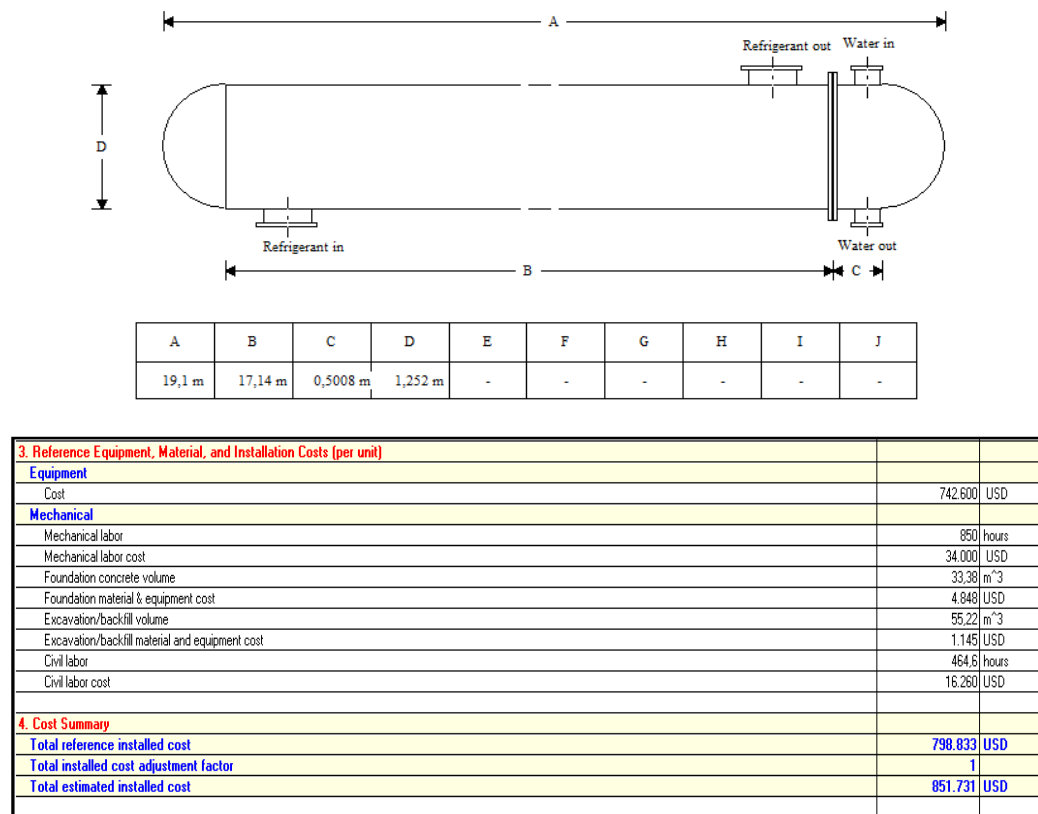 A
Refrigerant out Water in
D
Refrigerant in
Water out
B
C
A B C D E F G H I J
19,1 m 17,14 m 0,5008 m 1,252 m - - - - - -
3. Reference Equipment, Material, and Installation Costs (per unit)
Equipment
Cost 742.600 USD
Mechanical
Mechanical labor 850 hours
Mechanical labor cost 34.000 USD
Foundation concrete volume 33,38 m^3
Foundation material & equipment cost 4.848 USD
Excavation/backfill volume 55,22 m^3
Excavation/backfill material and equipment cost 1.145 USD
Civil labor 464,6 hours
Civil labor cost 16.260 USD
4. Cost Summary
Total reference installed cost 798.833 USD
Total installed cost adjustment factor 1
Total estimated installed cost 851.731 USD